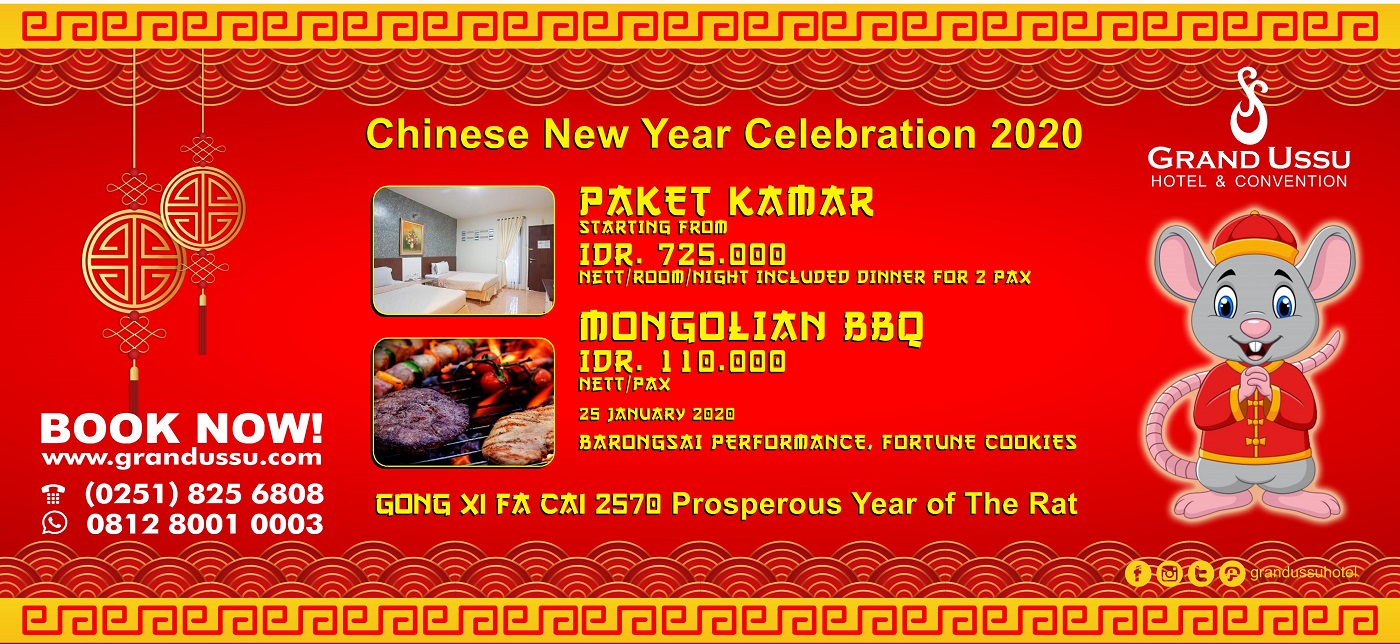 Chinese New Year Celebration 2020
GRAND USSU
HOTEL & CONVENTION
PAKET KAMAR
STARTING FROM
IDR. 725.000
NETT/ROOM/NIGHT INCLUDED DINNER FOR 2 PAX
MONGOLIAN BBQ
IDR. 110.000
NETT/PAX
25 JANUARY 2020
BARONGSAI PERFORMANCE, FORTUNE COOKIES
BOOK NOW!
www.grandussu.com
(0251) 825 6808
0812 8001 0003
GONG XI FA CAI 2570 Prosperous Year of The Rat
grandussuhotel